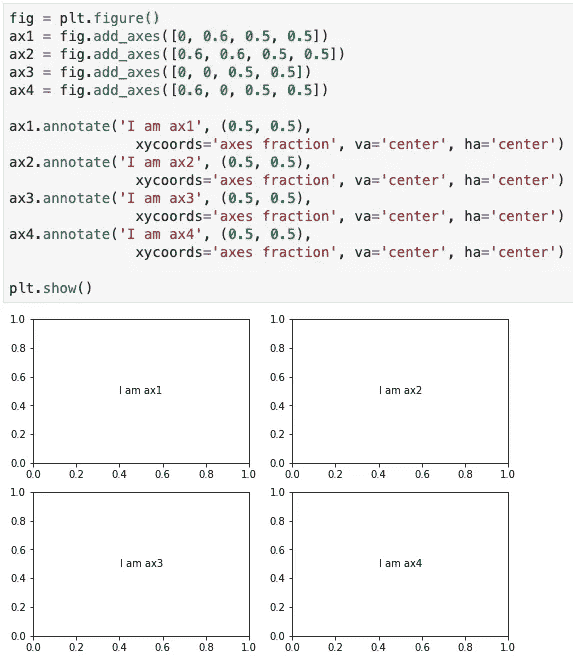 fig = plt.figure()
ax1 = fig.add_axes([0, 0.6, 0.5, 0.5])
ax2 = fig.add_axes([0.6, 0.6, 0.5, 0.5])
ax3 = fig.add_axes([0, 0, 0.5, 0.5])
ax4 = fig.add_axes([0.6, 0, 0.5, 0.5])
ax1.annotate('I am ax1', (0.5, 0.5),
xycoords='axes fraction', va='center', ha='center')
ax2.annotate('I am ax2', (0.5, 0.5),
xycoords='axes fraction', va='center', ha='center')
ax3.annotate('I am ax3', (0.5, 0.5),
xycoords='axes fraction', va='center', ha='center')
ax4.annotate('I am ax4', (0.5, 0.5),
xycoords='axes fraction', va='center', ha='center')
plt.show()
1.0
0.8
0.6
I am ax1
0.4
0.2
0.0
0.0 0.2 0.4 0.6 0.8 1.0
1.0
0.8
0.6
I am ax2
0.4
0.2
0.0
0.0 0.2 0.4 0.6 0.8 1.0
1.0
0.8
0.6
I am ax3
0.4
0.2
0.0
0.0 0.2 0.4 0.6 0.8 1.0
1.0
0.8
0.6
I am ax4
0.4
0.2
0.0
0.0 0.2 0.4 0.6 0.8 1.0